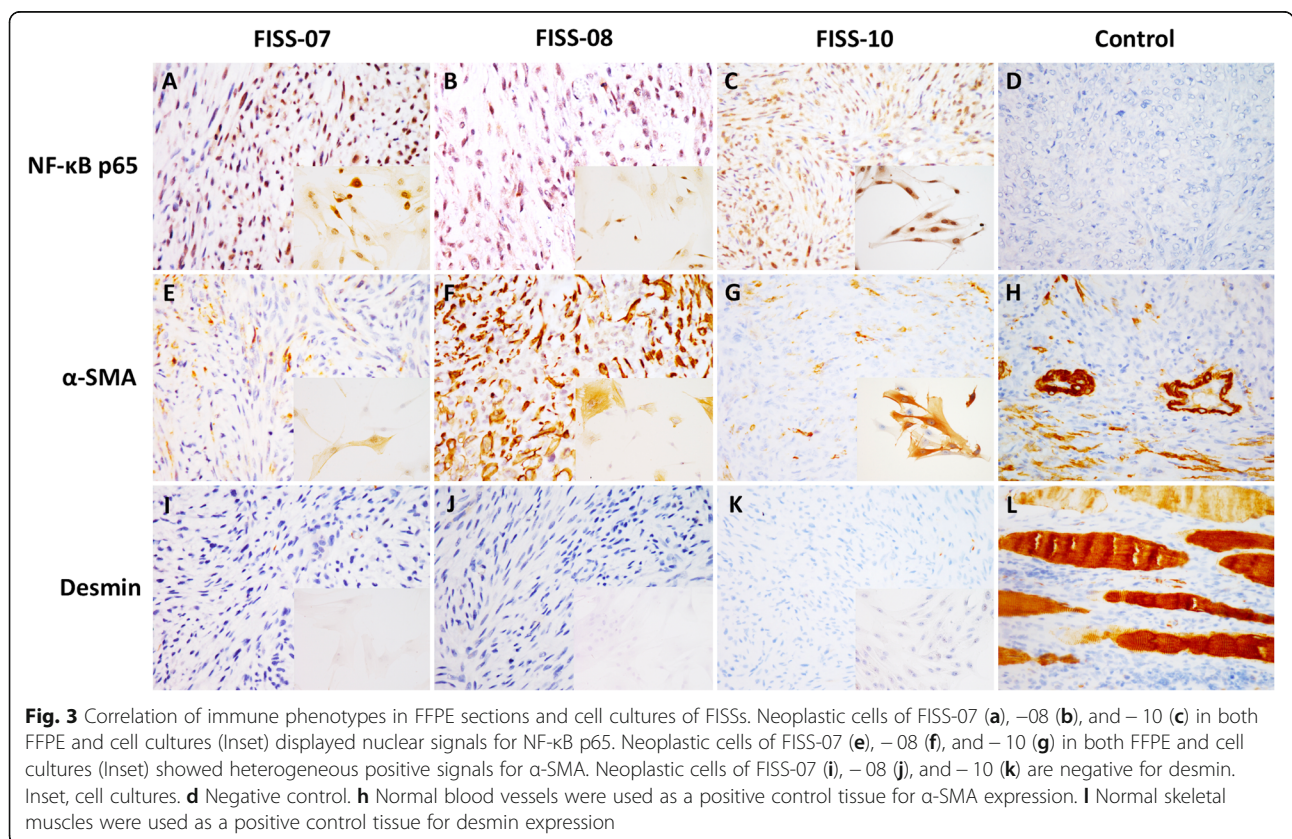 FISS-07 FISS-08 FISS-10 Control
NF-κB p65
A B C D
α-SMA
E F G H
Desmin
I J K L
Fig. 3 Correlation of immune phenotypes in FFPE sections and cell cultures of FISSs. Neoplastic cells of FISS-07 (a), −08 (b), and − 10 (c) in both
FFPE and cell cultures (Inset) displayed nuclear signals for NF-κB p65. Neoplastic cells of FISS-07 (e), − 08 (f), and − 10 (g) in both FFPE and cell
cultures (Inset) showed heterogeneous positive signals for α-SMA. Neoplastic cells of FISS-07 (i), − 08 (j), and − 10 (k) are negative for desmin.
Inset, cell cultures. d Negative control. h Normal blood vessels were used as a positive control tissue for α-SMA expression. l Normal skeletal
muscles were used as a positive control tissue for desmin expression